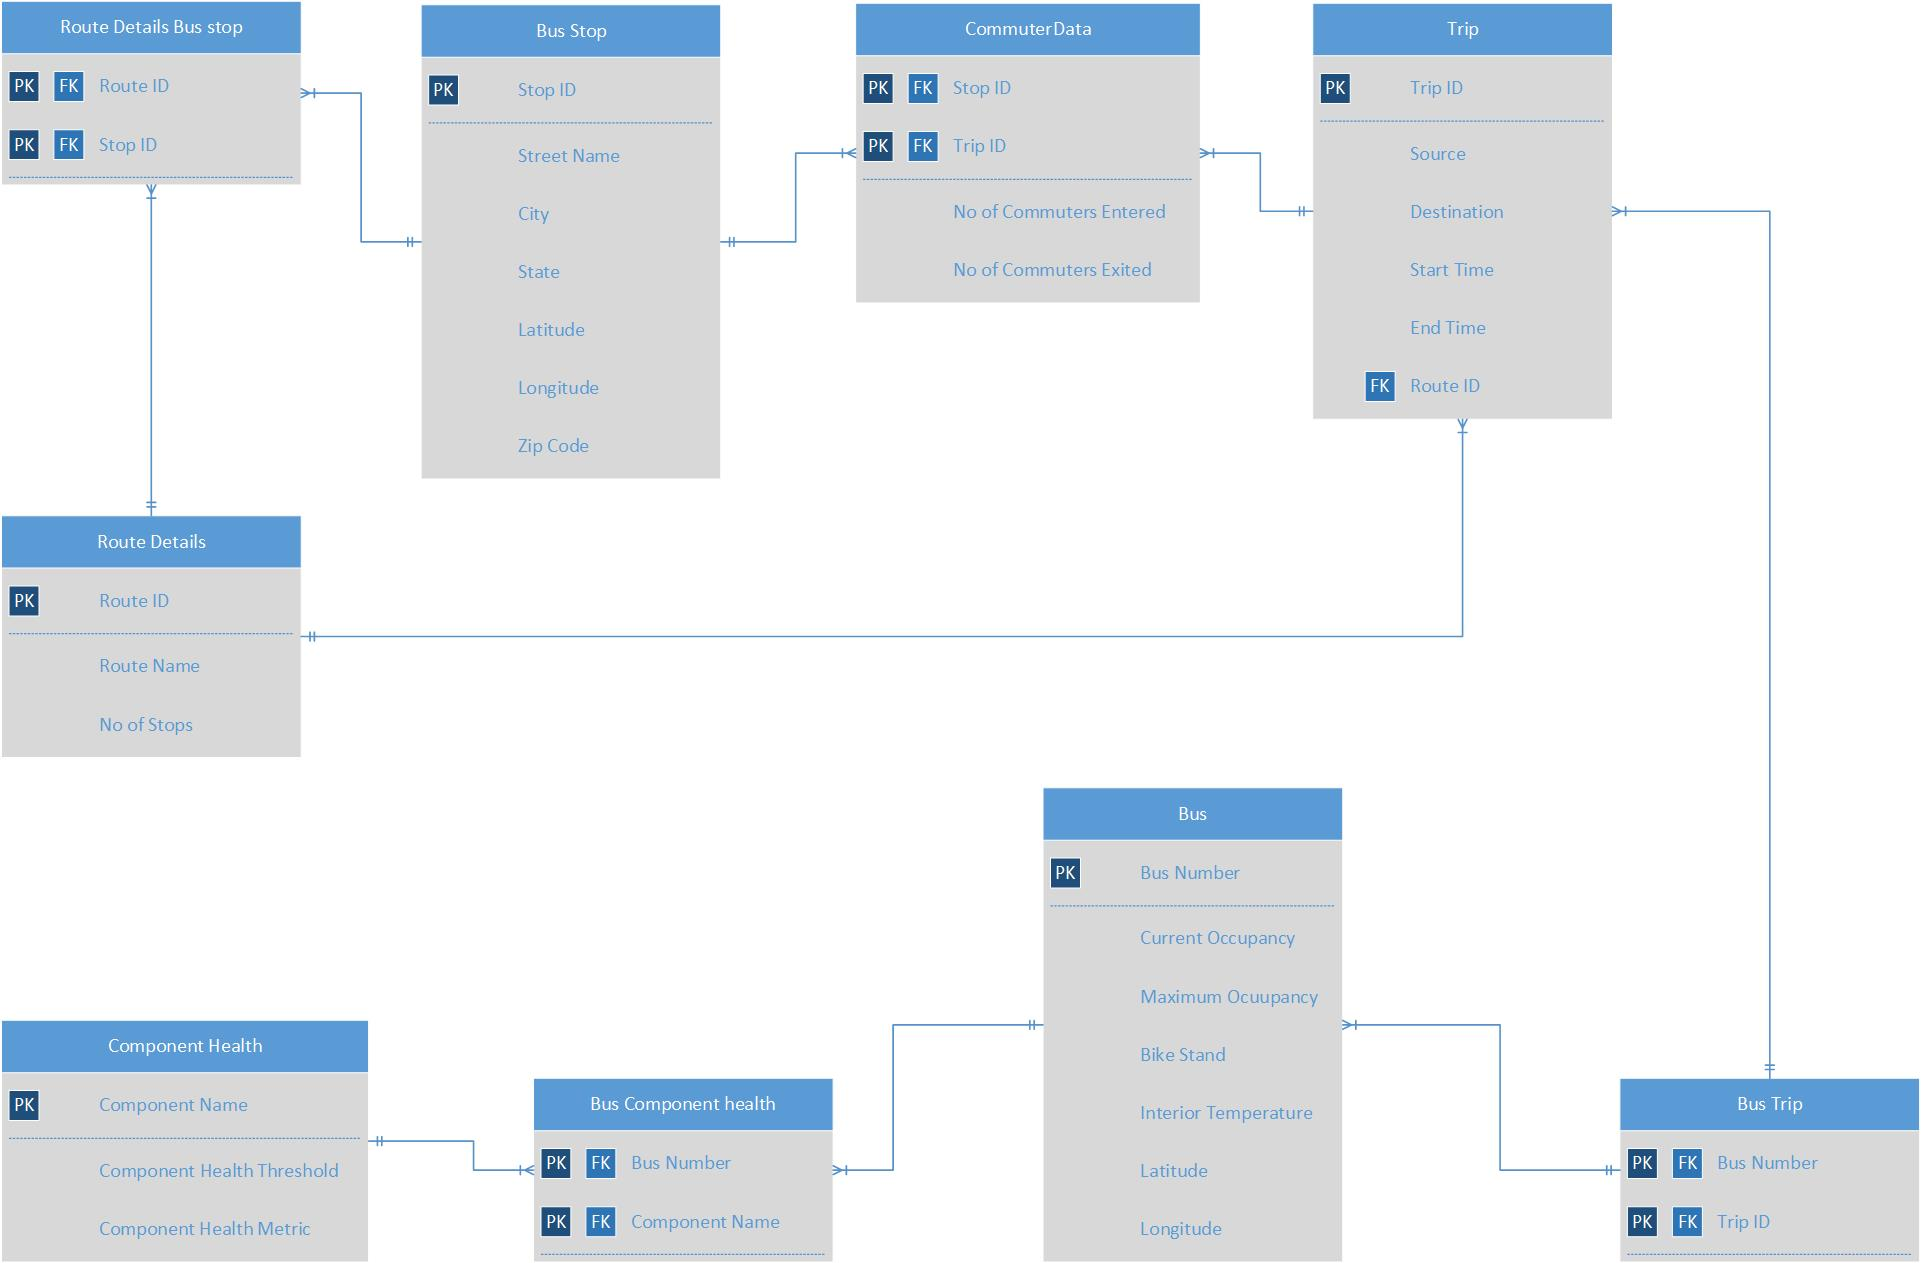 Route Details Bus stop
PK FK Route ID
PK FK Stop ID
Bus Stop
PK Stop ID
Street Name
City
State
Latitude
Longitude
Zip Code
CommuterData
PK FK Stop ID
PK FK Trip ID
No of Commuters Entered
No of Commuters Exited
Trip
PK Trip ID
Source
Destination
Start Time
End Time
FK Route ID
Route Details
PK Route ID
Route Name
No of Stops
Bus
PK Bus Number
Current Occupancy
Maximum Ocuupancy
Bike Stand
Interior Temperature
Latitude
Longitude
Component Health
PK Component Name
Component Health Threshold
Component Health Metric
Bus Component health
PK FK Bus Number
PK FK Component Name
Bus Trip
PK FK Bus Number
PK FK Trip ID